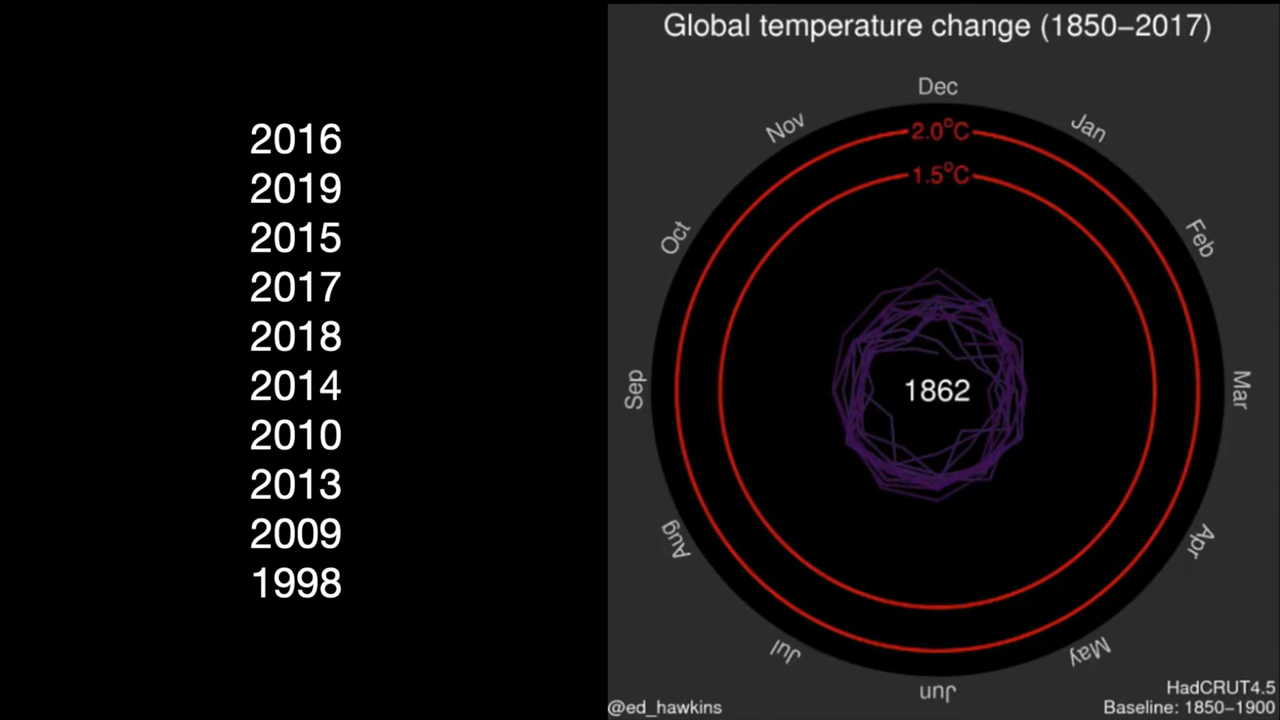 2016
2019
2015
2017
2018
2014
2010
2013
2009
1998
Global temperature change (1850–2017)
Dec
Nov
Jan
2.0°C
1.5°C
Oct
Feb
Sep
1862
Mar
Aug
Apr
Jul
May
Jun
HadCRUT4.5
@ed_hawkins
Baseline: 1850–1900